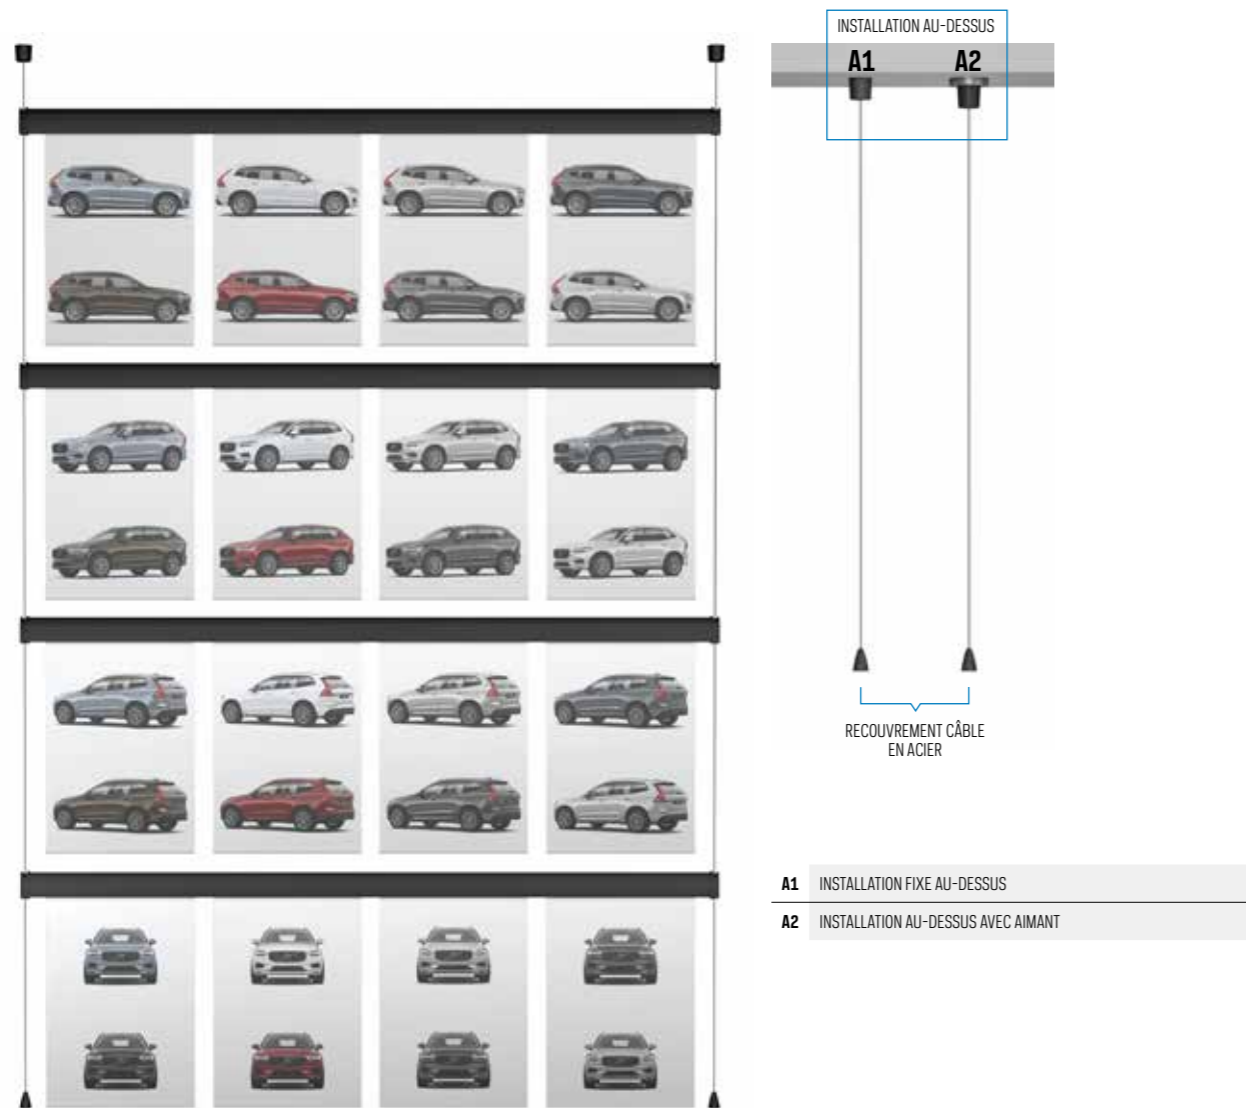 INSTALLATION AU-DESSUS
A1 A2
RECOUVREMENT CÂBLE
EN ACIER
A1 INSTALLATION FIXE AU-DESSUS
A2 INSTALLATION AU-DESSUS AVEC AIMANT